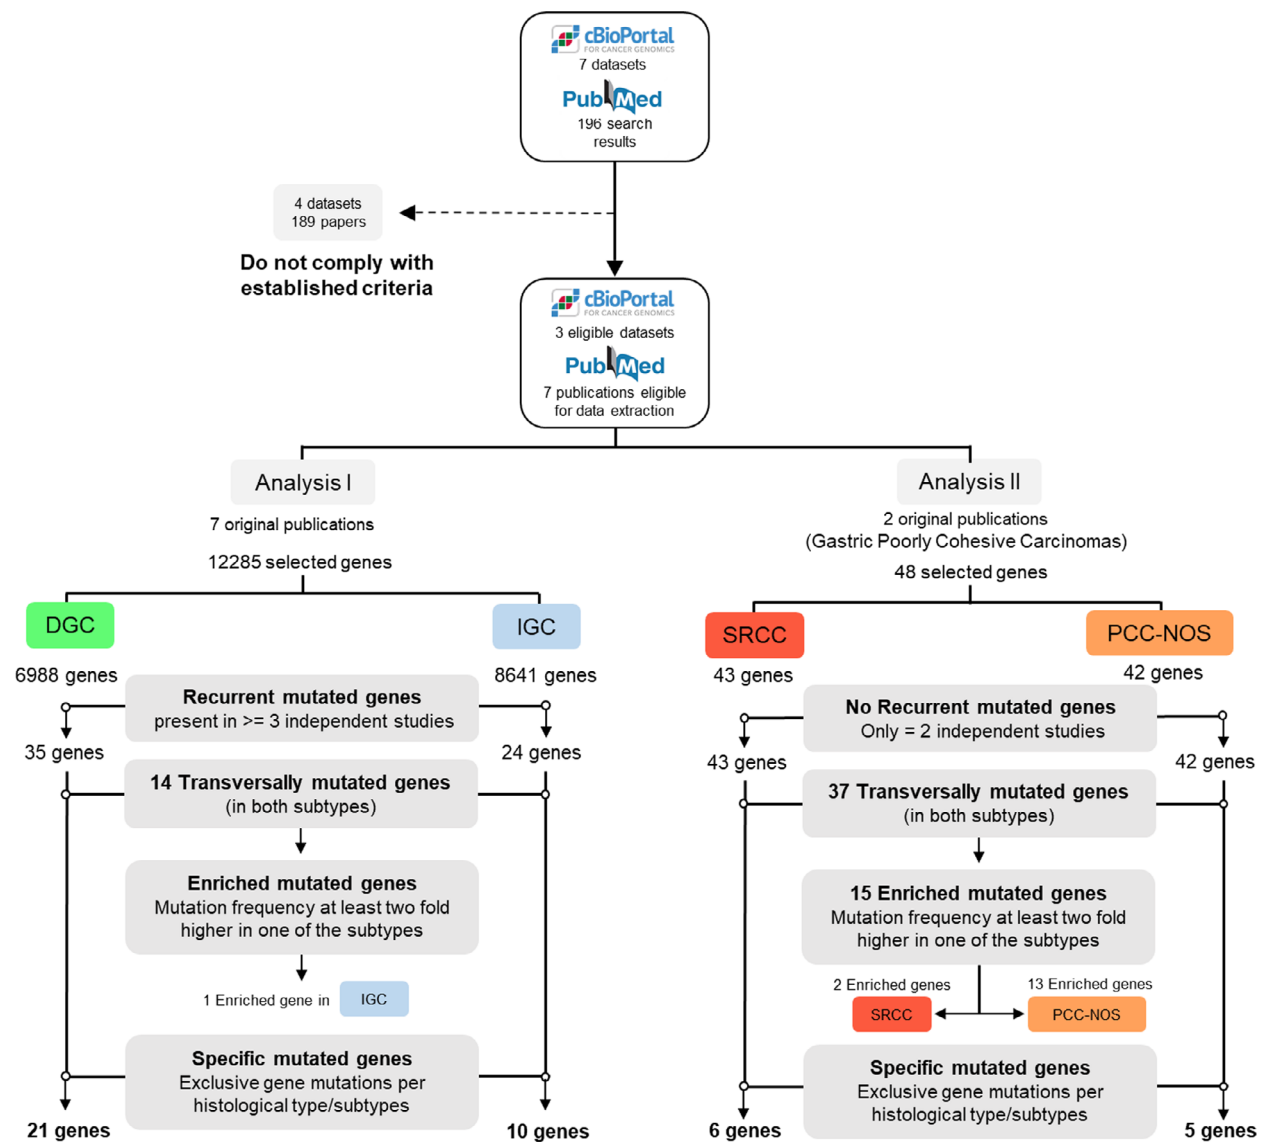 cBioPortal
FOR CANCER GENOMICS
7 datasets
PubMed
196 search
results
4 datasets
189 papers
Do not comply with
established criteria
cBioPortal
FOR CANCER GENOMICS
3 eligible datasets
PubMed
7 publications eligible
for data extraction
Analysis I
7 original publications
12285 selected genes
DGC
IGC
6988 genes
8641 genes
Recurrent mutated genes
present in >= 3 independent studies
35 genes
24 genes
14 Transversally mutated genes
(in both subtypes)
Enriched mutated genes
Mutation frequency at least two fold
higher in one of the subtypes
1 Enriched gene in
IGC
Specific mutated genes
Exclusive gene mutations per
histological type/subtypes
21 genes
10 genes
Analysis II
2 original publications
(Gastric Poorly Cohesive Carcinomas)
48 selected genes
SRCC
PCC-NOS
43 genes
42 genes
No Recurrent mutated genes
Only = 2 independent studies
43 genes
42 genes
37 Transversally mutated genes
(in both subtypes)
15 Enriched mutated genes
Mutation frequency at least two fold
higher in one of the subtypes
2 Enriched genes
13 Enriched genes
SRCC
PCC-NOS
Specific mutated genes
Exclusive gene mutations per
histological type/subtypes
6 genes
5 genes